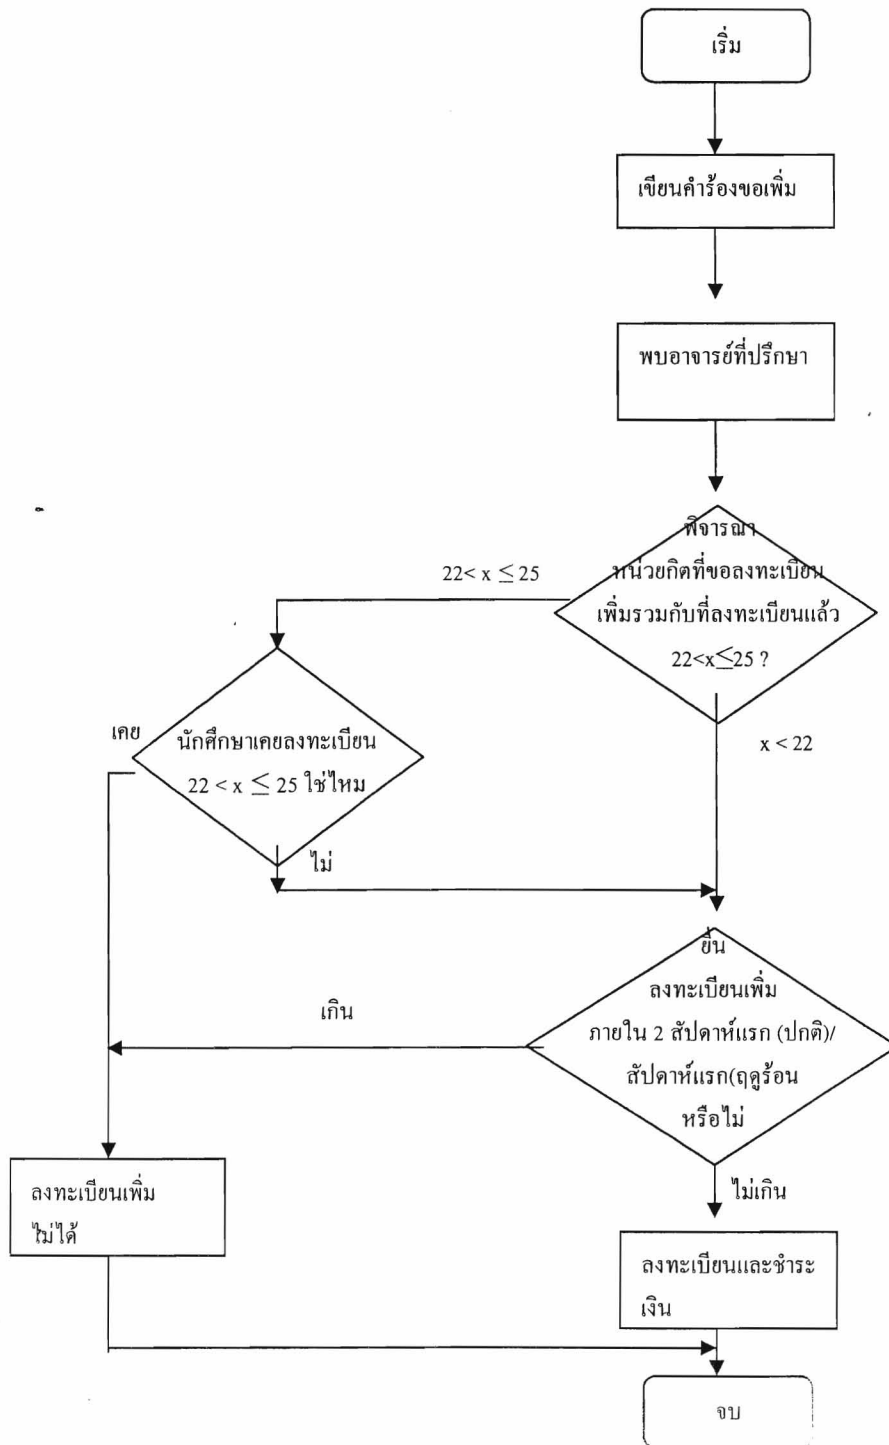 เริ่ม
เขียนคำร้องขอเพิ่ม
พบอาจารย์ที่ปรึกษา
พิจารณา
หน่วยกิตที่ขอลงทะเบียน
เพิ่มรวมกับที่ลงทะเบียนแล้ว
22<x≤25 ?
22< x ≤ 25
x < 22
เคย
นักศึกษาเคยลงทะเบียน
22 < x ≤ 25 ใช่ไหม
ไม่
ยื่น
ลงทะเบียนเพิ่ม
ภายใน 2 สัปดาห์แรก (ปกติ)/
สัปดาห์แรก(ฤดูร้อน
หรือไม่
เกิน
ไม่เกิน
ลงทะเบียนเพิ่ม
ไม่ได้
ลงทะเบียนและชำระ
เงิน
จบ